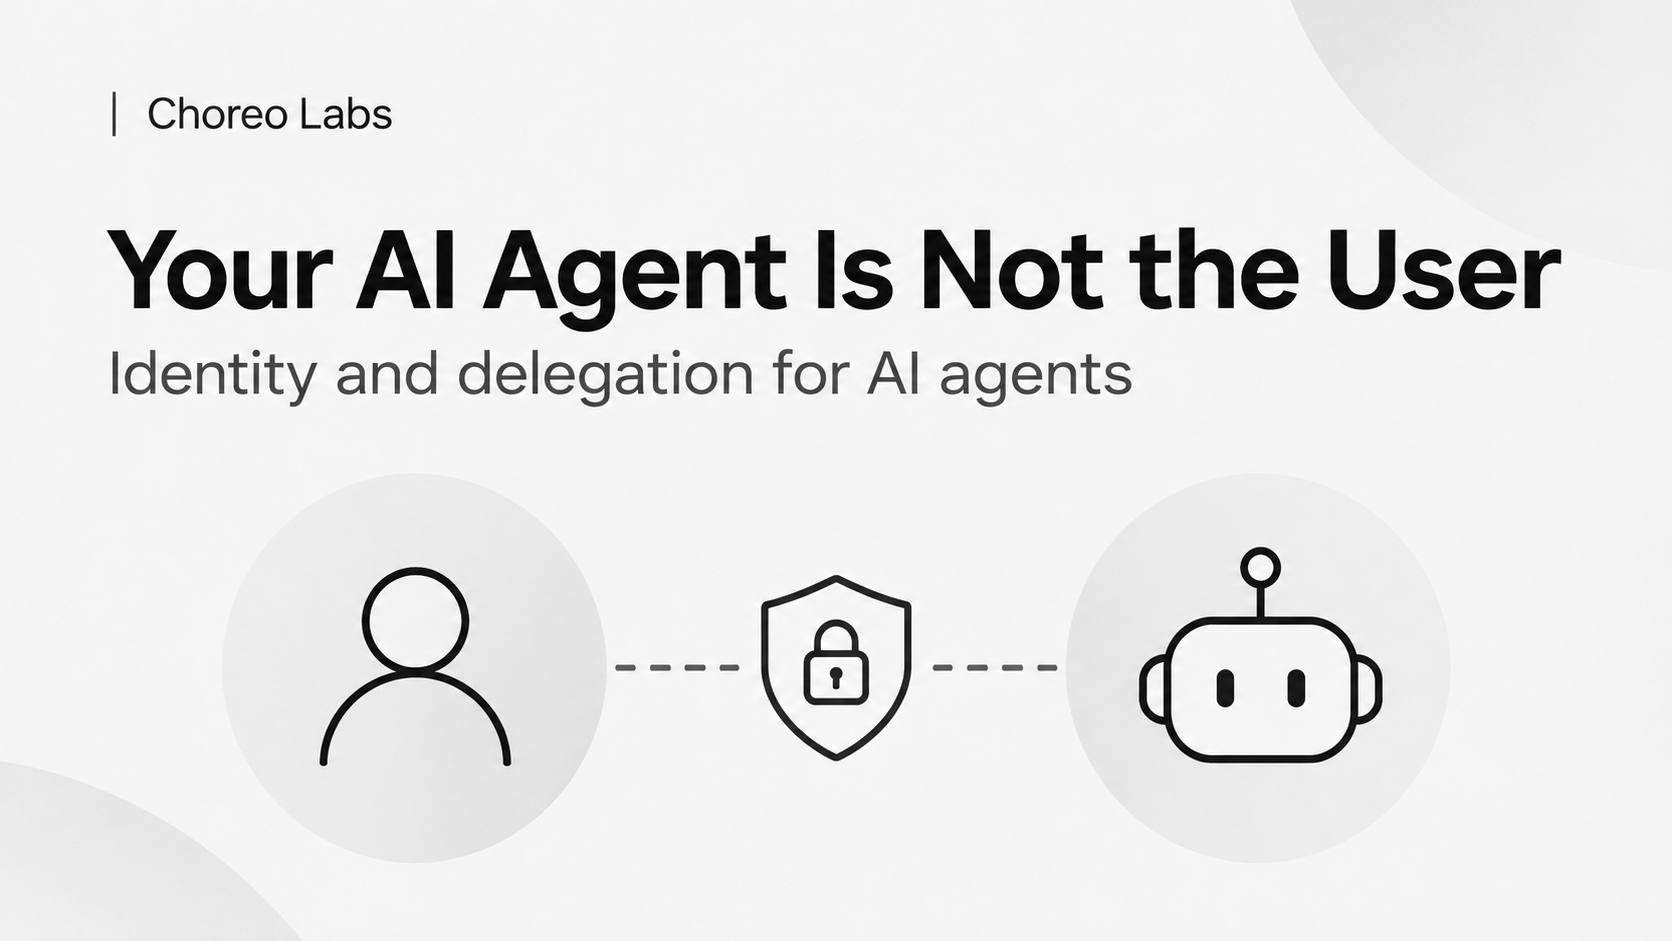 Choreo Labs
Your AI Agent Is Not the User
Identity and delegation for AI agents